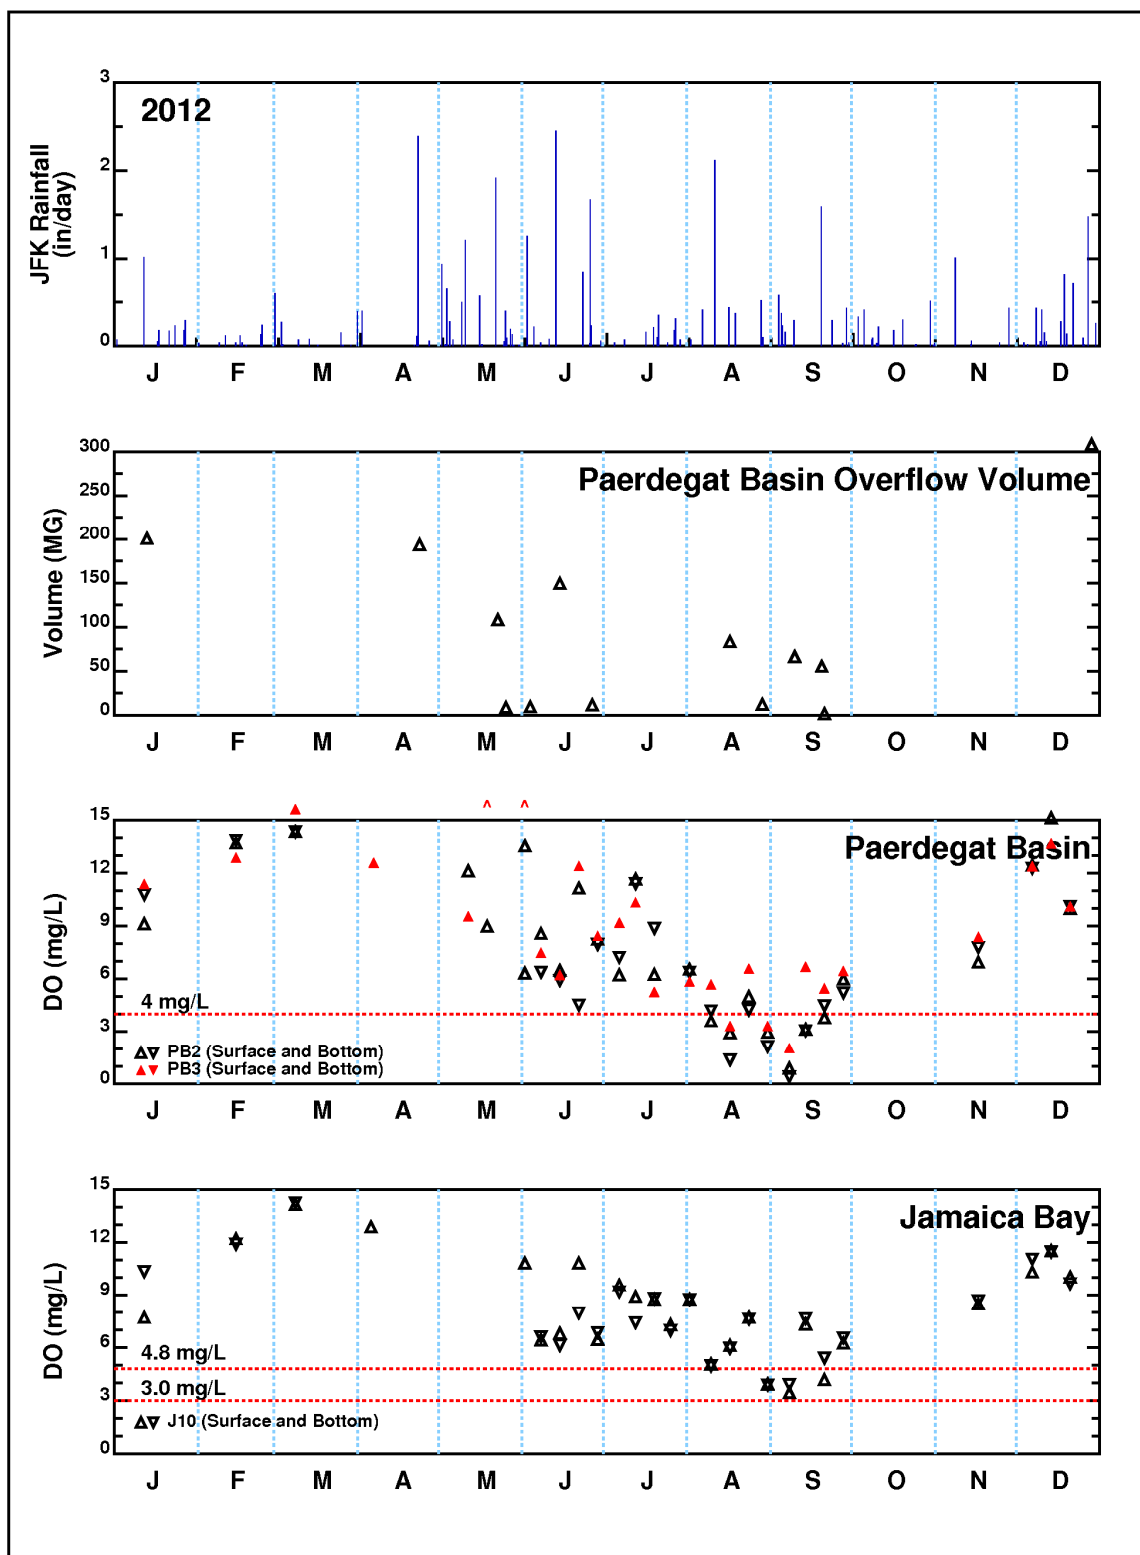 3
2012
2
1
0
JFK Rainfall
(in/day)
J F M A M J J A S O N D
300
Paerdegat Basin Overflow Volume
250
200
150
100
50
0
Volume (MG)
J F M A M J J A S O N D
15
Paerdegat Basin
12
9
6
4 mg/L
3
PB2 (Surface and Bottom)
PB3 (Surface and Bottom)
0
DO (mg/L)
J F M A M J J A S O N D
15
Jamaica Bay
12
9
6
4.8 mg/L
3.0 mg/L
3
J10 (Surface and Bottom)
0
DO (mg/L)
J F M A M J J A S O N D